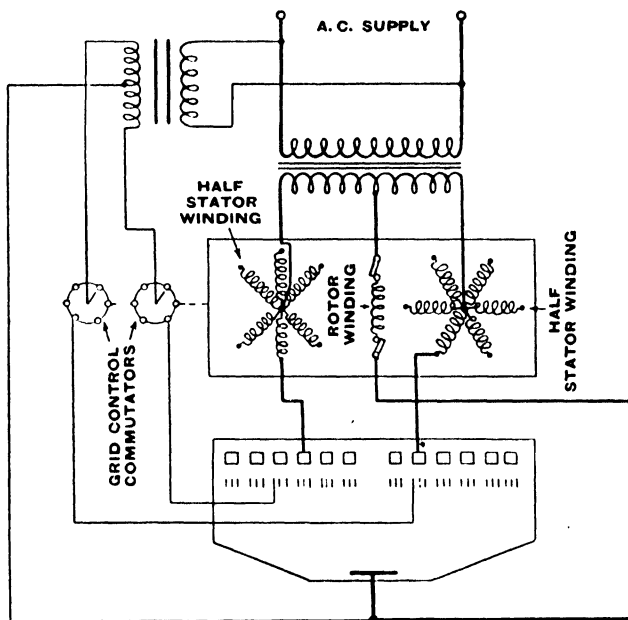 A.C. SUPPLY
HALF
STATOR
WINDING
ROTOR
WINDING
HALF
STATOR WINDING
GRID CONTROL
COMMUTATORS